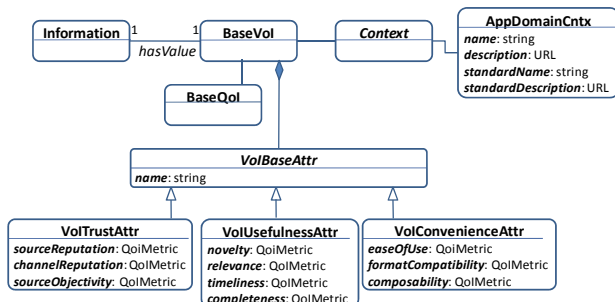 Information
1
1
hasValue
BaseVoI
Context
AppDomainCntx
name: string
description: URL
standardName: string
standardDescription: URL
BaseQoI
VoIBaseAttr
name: string
VoITrustAttr
sourceReputation: QoiMetric
channelReputation: QoIMetric
sourceObjectivity: QoIMetric
VoIUsefulnessAttr
novelty: QoiMetric
relevance: QoIMetric
timeliness: QoIMetric
completeness: QoIMetric
VoIConvenienceAttr
easeOfUse: QoiMetric
formatCompatibility: QoIMetric
composability: QoIMetric